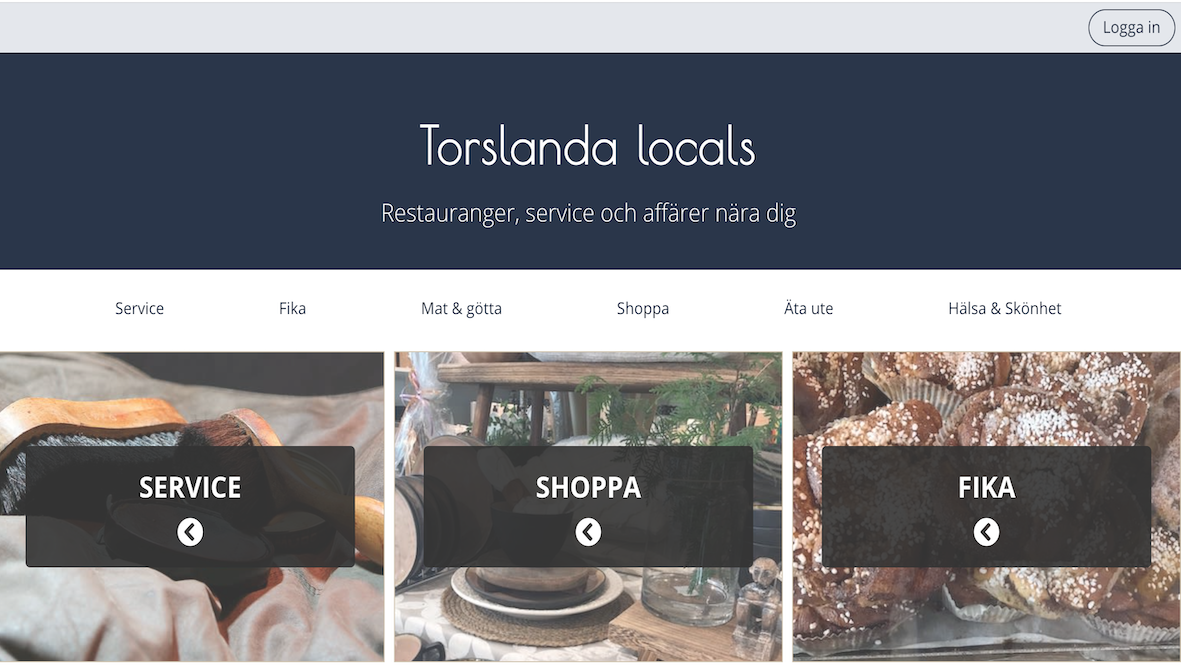 Logga in
Torslanda locals
Restauranger, service och affärer nära dig
Service Fika Mat & götta Shoppa Äta ute Hälsa & Skönhet
SERVICE SHOPPA FIKA